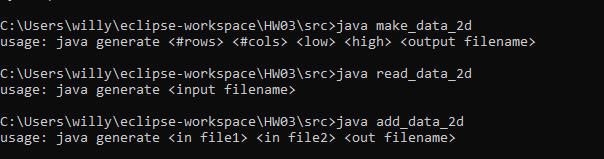 C:\Users\willy\eclipse-workspace\HW03\src>java make_data_2d
usage: java generate <#rows> <#cols> <low> <high> <output filename>
C:\Users\willy\eclipse-workspace\HW03\src>java read_data_2d
usage: java generate <input filename>
C:\Users\willy\eclipse-workspace\HW03\src>java add_data_2d
usage: java generate <in file1> <in file2> <out filename>